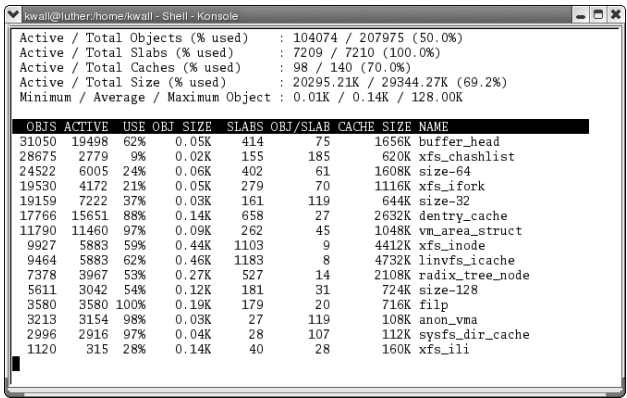 kwall@luther:/home/kwall - Shell - Konsole
Active / Total Objects (% used) : 104074 / 207975 (50.0%)
Active / Total Slabs (% used) : 7209 / 7210 (100.0%)
Active / Total Caches (% used) : 98 / 140 (70.0%)
Active / Total Size (% used) : 20295.21K / 29344.27K (69.2%)
Minimum / Average / Maximum Object : 0.01K / 0.14K / 128.00K
OBJS ACTIVE USE OBJ SIZE SLABS OBJ/SLAB CACHE SIZE NAME
31050 19498 62% 0.05K 414 75 1656K buffer_head
28675 2779 9% 0.02K 155 185 620K xfs_chashlist
24522 6005 24% 0.06K 402 61 1608K size-64
19530 4172 21% 0.05K 279 70 1116K xfs_ifork
19159 7222 37% 0.03K 161 119 644K size-32
17766 15651 88% 0.14K 658 27 2632K dentry_cache
11790 11460 97% 0.09K 262 45 1048K vm_area_struct
9927 5883 59% 0.44K 1103 9 4412K xfs_inode
9464 5883 62% 0.46K 1183 8 4732K linvfs_icache
7378 3967 53% 0.27K 527 14 2108K radix_tree_node
5611 3042 54% 0.12K 181 31 724K size-128
3580 3580 100% 0.19K 179 20 716K filp
3213 3154 98% 0.03K 27 119 108K anon_vma
2996 2916 97% 0.04K 28 107 112K sysfs_dir_cache
1120 315 28% 0.14K 40 28 160K xfs_ili